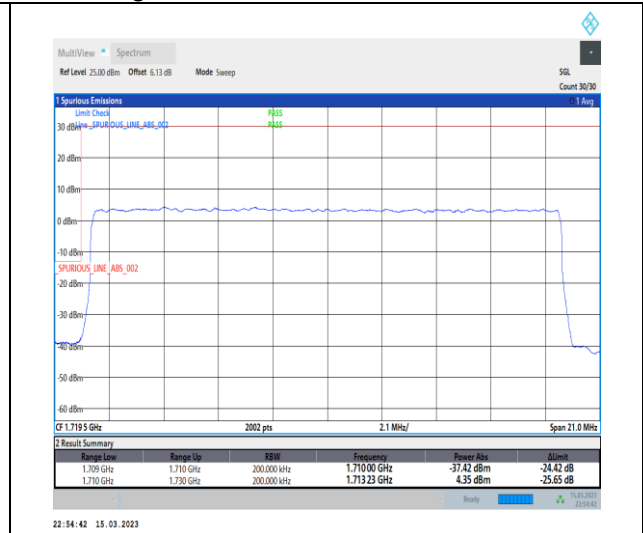 MultiView Spectrum
Ref Level 25.00 dBm Offset 6.13 dB Mode Sweep SGL
Count 30/30
1 Spurious Emissions 1 Avg
Limit Check PASS
Line _SPURIOUS_LINE_ABS_002 PASS
30 dBm
20 dBm
10 dBm
0 dBm
-10 dBm
_SPURIOUS_LINE_ABS_002
-20 dBm
-30 dBm
-40 dBm
-50 dBm
-60 dBm
CF 1.7195 GHz 2002 pts 2.1 MHz/ Span 21.0 MHz
2 Result Summary
Range Low Range Up RBW Frequency Power Abs ΔLimit
1.709 GHz 1.710 GHz 200.000 kHz 1.710 00 GHz -37.42 dBm -24.42 dB
1.710 GHz 1.730 GHz 200.000 kHz 1.713 23 GHz 4.35 dBm -25.65 dB
Ready 15.03.2023
22:54:42
22:54:42 15.03.2023